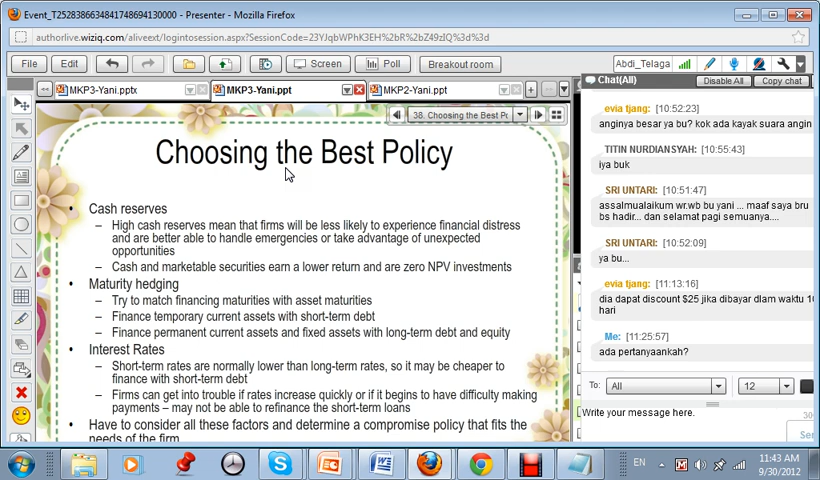 Event_T2528386634841748694130000 - Presenter - Mozilla Firefox
authorlive.wiziq.com/aliveext/logintosession.aspx?SessionCode=23YJqbWPhK3EH%2bR%2bZ49zIQ%3d%3d
File Edit Screen Poll Breakout room Abdi_Telaga
MKP3-Yani.pptx MKP3-Yani.ppt MKP2-Yani.ppt
38. Choosing the Best Po
Choosing the Best Policy
• Cash reserves
– High cash reserves mean that firms will be less likely to experience financial distress
and are better able to handle emergencies or take advantage of unexpected
opportunities
– Cash and marketable securities earn a lower return and are zero NPV investments
• Maturity hedging
– Try to match financing maturities with asset maturities
– Finance temporary current assets with short-term debt
– Finance permanent current assets and fixed assets with long-term debt and equity
• Interest Rates
– Short-term rates are normally lower than long-term rates, so it may be cheaper to
finance with short-term debt
– Firms can get into trouble if rates increase quickly or if it begins to have difficulty making
payments – may not be able to refinance the short-term loans
• Have to consider all these factors and determine a compromise policy that fits the
needs of the firm
Chat(All) Disable All Copy chat
evia tjang: [10:52:23]
anginya besar ya bu? kok ada kayak suara angin
TITIN NURDIANSYAH: [10:55:43]
iya buk
SRI UNTARI: [10:51:47]
assalmualaikum wr.wb bu yani ... maaf saya bru
bs hadir... dan selamat pagi semuanya....
SRI UNTARI: [10:52:09]
ya bu...
evia tjang: [11:13:16]
dia dapat discount $25 jika dibayar dlam waktu 10
hari
Me: [11:25:57]
ada pertanyaankah?
To: All 12
Write your message here.
EN
11:43 AM
9/30/2012